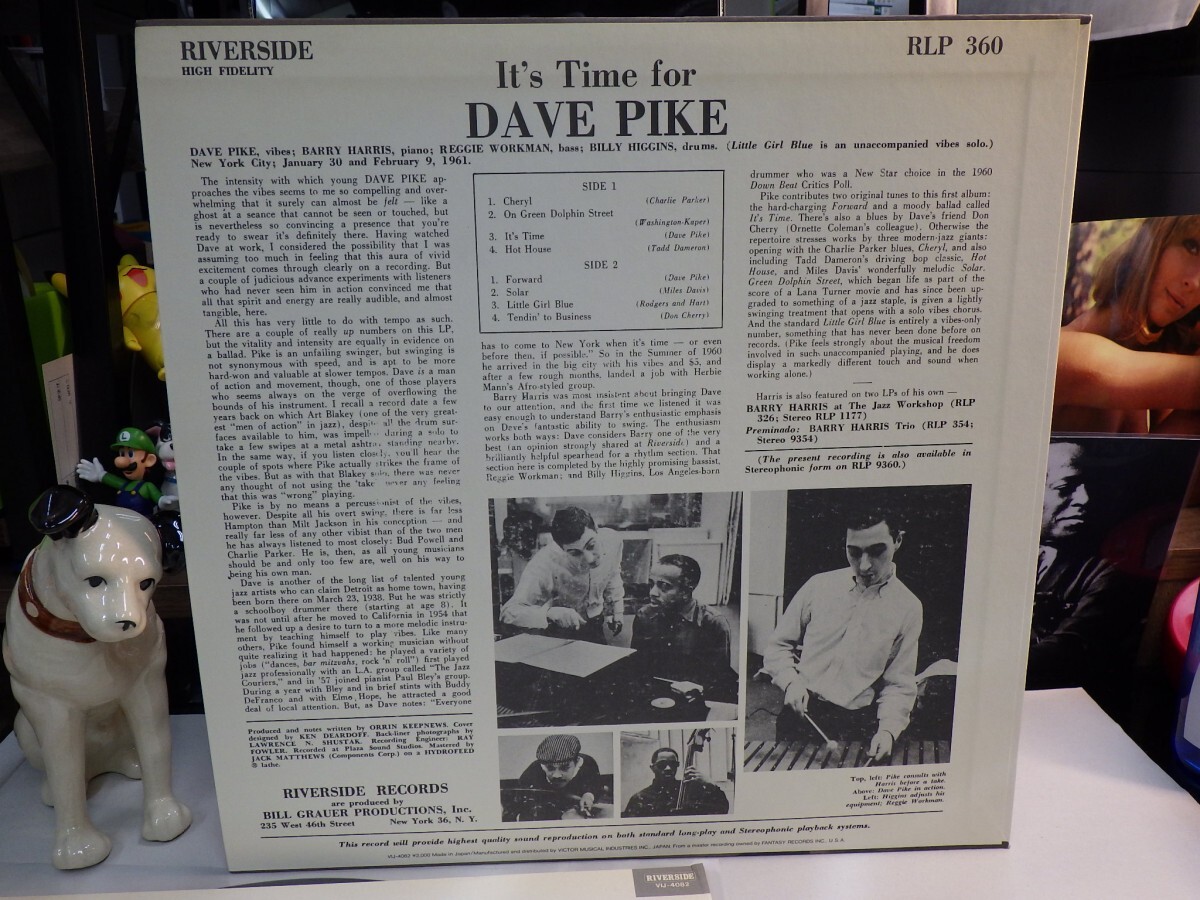 RIVERSIDE
HIGH FIDELITY
RLP 360
It's Time for
DAVE PIKE
DAVE PIKE, vibes; BARRY HARRIS, piano; REGGIE WORKMAN, bass; BILLY HIGGINS, drums. (Little Girl Blue is an unaccompanied vibes solo.)
New York City; January 30 and February 9, 1961.
The intensity with which young DAVE PIKE ap-
proaches the vibes seems to me so compelling and over-
whelming that it surely can almost be felt — like a
ghost at a seance that cannot be seen or touched, but
is nevertheless so convincing a presence that you're
ready to swear it's definitely there. Having watched
Dave at work, I considered the possibility that I was
assuming too much in feeling that this aura of vivid
excitement comes through clearly on a recording. But
a couple of judicious advance experiments with listeners
who had never seen him in action convinced me that
all that spirit and energy are really audible, and almost
tangible, here.
All this has very little to do with tempo as such.
There are a couple of really up numbers on this LP,
but the vitality and intensity are equally in evidence on
a ballad. Pike is an unfailing swinger, but swinging is
not synonymous with speed, and is apt to be more
hard-won and valuable at slower tempos. Dave is a man
of action and movement, though, one of those players
who seems always on the verge of overflowing the
bounds of his instrument. I recall a record date a few
years back on which Art Blakey (one of the very great-
est "men of action" in jazz), despite all the drum sur-
faces available to him, was impelled during a solo to
take a few swipes at a metal ashtray standing nearby.
In the same way, if you listen closely, you'll hear the
couple of spots where Pike actually strikes the frame of
the vibes. But as with that Blakey solo, there was never
any thought of not using the 'take' never any feeling
that this was "wrong" playing.
Pike is by no means a percussionist of the vibes,
however. Despite all his overt swing, there is far less
Hampton than Milt Jackson in his conception — and
really far less of any other vibist than of the two men
he has always listened to most closely: Bud Powell and
Charlie Parker. He is, then, as all young musicians
should be and only too few are, well on his way to
being his own man.
Dave is another of the long list of talented young
jazz artists who can claim Detroit as home town, having
been born there on March 23, 1938. But he was strictly
a schoolboy drummer there (starting at age 8). It
was not until after he moved to California in 1954 that
he followed up a desire to turn to a more melodic instru-
ment by teaching himself to play vibes. Like many
others, Pike found himself a working musician without
quite realizing it had happened: he played a variety of
jobs ("dances, bar mitzvahs, rock 'n' roll") first played
jazz professionally with an L.A. group called "The Jazz
Couriers," and in '57 joined pianist Paul Bley's group.
During a year with Bley and in brief stints with Buddy
DeFranco and with Elmo Hope, he attracted a good
deal of local attention. But, as Dave notes: "Everyone
SIDE 1
1. Cheryl (Charlie Parker)
2. On Green Dolphin Street
(Washington-Kaper)
3. It's Time (Dave Pike)
4. Hot House (Tadd Dameron)
SIDE 2
1. Forward (Dave Pike)
2. Solar (Miles Davis)
3. Little Girl Blue (Rodgers and Hart)
4. Tendin' to Business (Don Cherry)
has to come to New York when it's time — or even
before then, if possible." So in the Summer of 1960
he arrived in the big city with his vibes and $5, and
after a few rough months, landed a job with Herbie
Mann's Afro-styled group.
Barry Harris was most insistent about bringing Dave
to our attention, and the first time we listened it was
easy enough to understand Barry's enthusiastic emphasis
on Dave's fantastic ability to swing. The enthusiasm
works both ways: Dave considers Barry one of the very
best (an opinion strongly shared at Riverside) and a
brilliantly helpful spearhead for a rhythm section. That
section here is completed by the highly promising bassist,
Reggie Workman; and Billy Higgins, Los Angeles-born
drummer who was a New Star choice in the 1960
Down Beat Critics Poll.
Pike contributes two original tunes to this first album:
the hard-charging Forward and a moody ballad called
It's Time. There's also a blues by Dave's friend Don
Cherry (Ornette Coleman's colleague). Otherwise the
repertoire stresses works by three modern-jazz giants:
opening with the Charlie Parker blues, Cheryl, and also
including Tadd Dameron's driving bop classic, Hot
House, and Miles Davis' wonderfully melodic Solar.
Green Dolphin Street, which began life as part of the
score of a Lana Turner movie and has since been up-
graded to something of a jazz staple, is given a lightly
swinging treatment that opens with a solo vibes chorus.
And the standard Little Girl Blue is entirely a vibes-only
number, something that has never been done before on
records. (Pike feels strongly about the musical freedom
involved in such unaccompanied playing, and he does
display a markedly different touch and sound when
working alone.)
Harris is also featured on two LPs of his own —
BARRY HARRIS at The Jazz Workshop (RLP
326; Stereo RLP 1177)
Preminado: BARRY HARRIS Trio (RLP 354;
Stereo 9354)
(The present recording is also available in
Stereophonic form on RLP 9360.)
Produced and notes written by ORRIN KEEPNEWS. Cover
designed by KEN DEARDOFF. Back-liner photographs by
LAWRENCE N. SHUSTAK. Recording Engineer: RAY
FOWLER. Recorded at Plaza Sound Studios. Mastered by
JACK MATTHEWS (Components Corp.) on a HYDROFEED
® lathe.
RIVERSIDE RECORDS
are produced by
BILL GRAUER PRODUCTIONS, Inc.
235 West 46th Street New York 36, N. Y.
Top, left: Pike consults with
Harris before a take.
Above: Dave Pike in action.
Left: Higgins adjusts his
equipment; Reggie Workman.
This record will provide highest quality sound reproduction on both standard long-play and Stereophonic playback systems.
VIJ-4082 ¥2,000 Made in Japan/Manufactured and distributed by VICTOR MUSICAL INDUSTRIES INC., JAPAN. From a master recording owned by FANTASY RECORDS INC., U.S.A.
RIVERSIDE
VIJ-4082